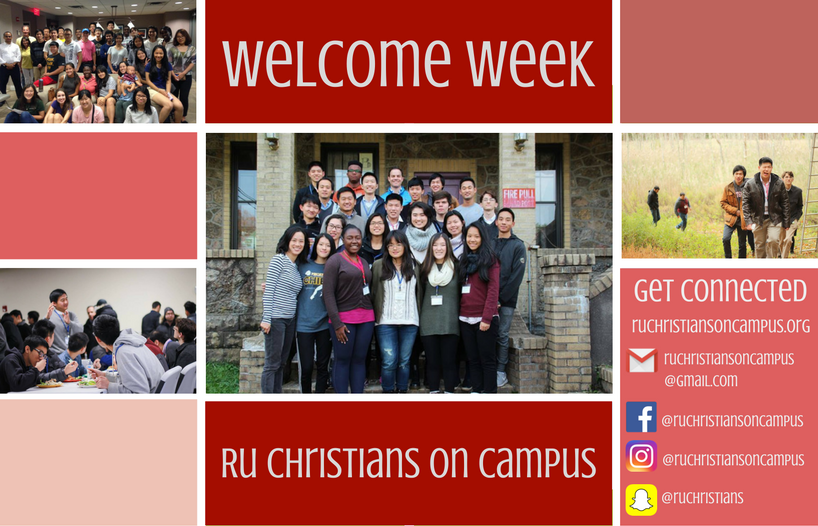 Welcome Week
FIRE PULL
Get Connected
ruchristiansoncampus.org
ruchristiansoncampus
@gmail.com
@ruchristiansoncampus
@ruchristiansoncampus
@ruchristians
RU Christians on Campus